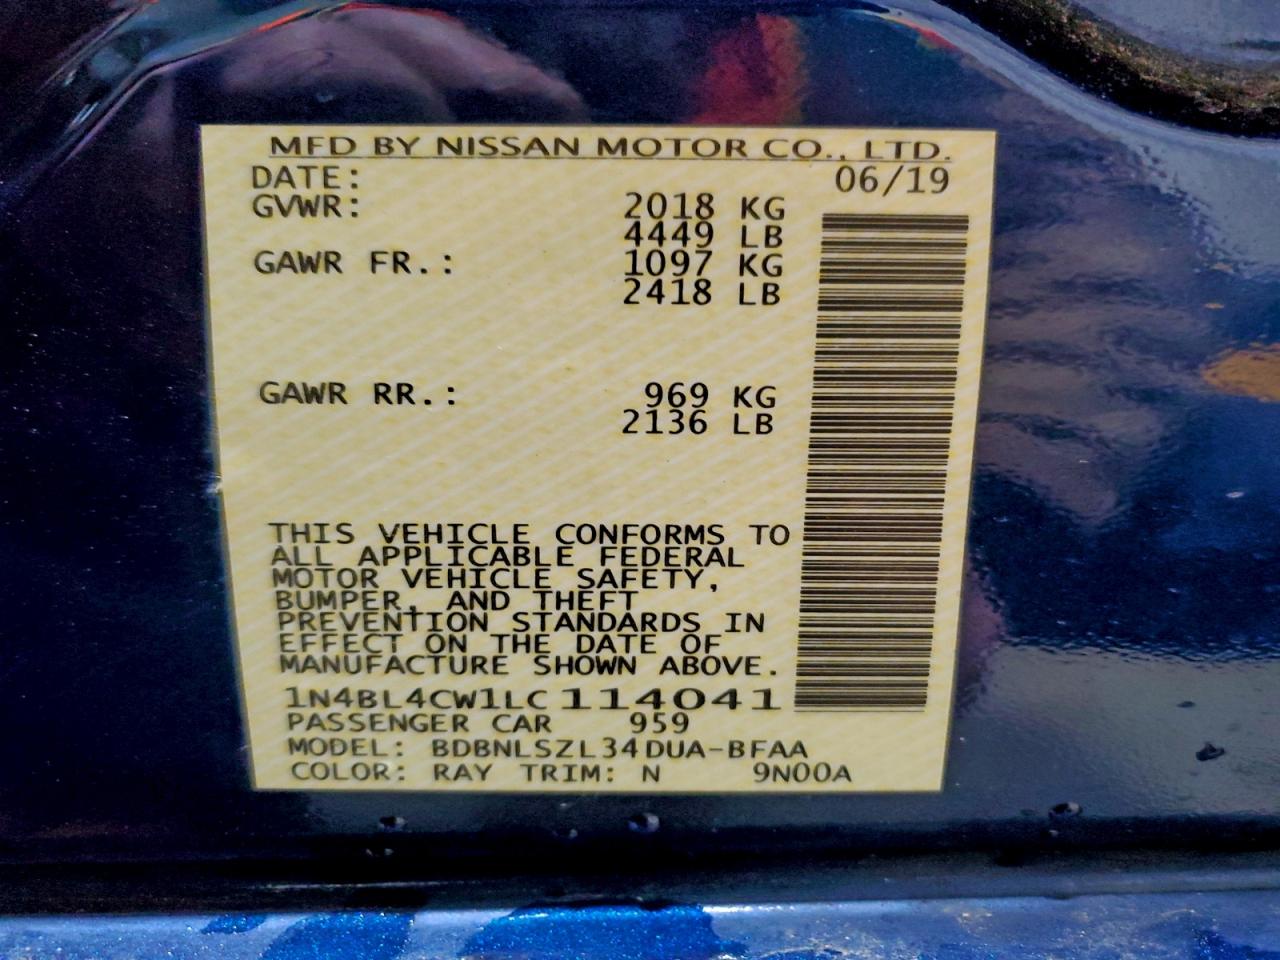 MFD BY NISSAN MOTOR CO., LTD.
DATE: 06/19
GVWR: 2018 KG
4449 LB
GAWR FR.: 1097 KG
2418 LB
GAWR RR.: 969 KG
2136 LB
THIS VEHICLE CONFORMS TO
ALL APPLICABLE FEDERAL
MOTOR VEHICLE SAFETY,
BUMPER, AND THEFT
PREVENTION STANDARDS IN
EFFECT ON THE DATE OF
MANUFACTURE SHOWN ABOVE.
1N4BL4CW1LC114041
PASSENGER CAR 959
MODEL: BDBNLSZL34DUA-BFAA
COLOR: RAY TRIM: N 9N00A